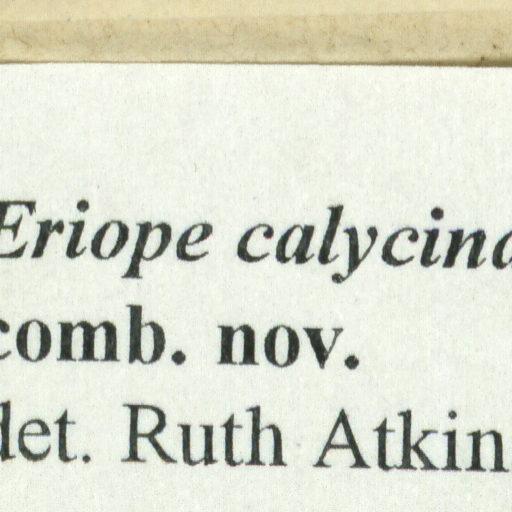 Eriope calycina
comb. nov.
det. Ruth Atkin